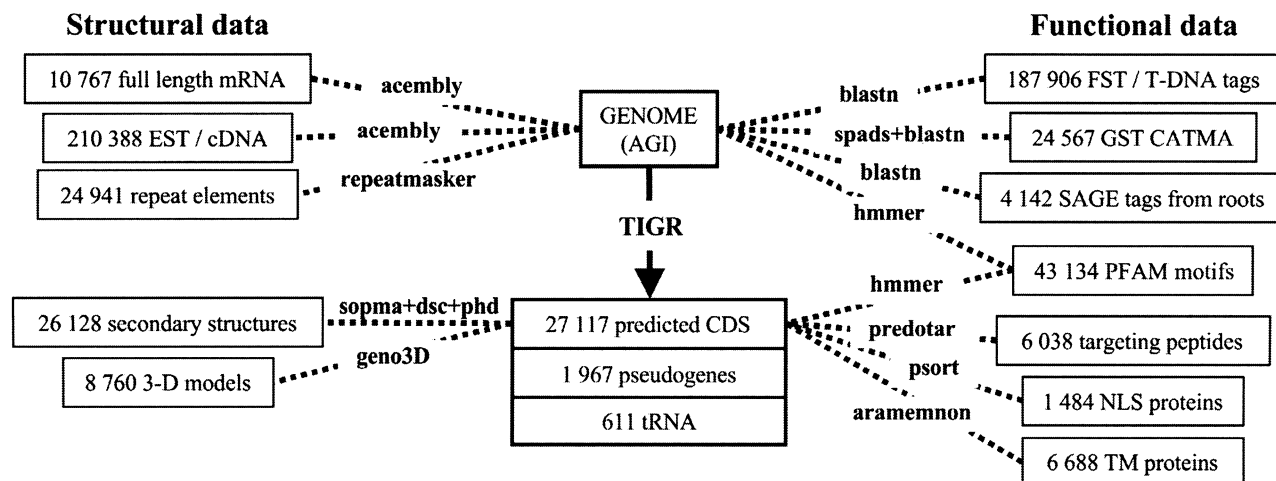 Structural data
Functional data
10 767 full length mRNA
acembly
210 388 EST / cDNA
acembly
24 941 repeat elements
repeatmasker
GENOME
(AGI)
blastn
187 906 FST / T-DNA tags
spads+blastn
24 567 GST CATMA
blastn
4 142 SAGE tags from roots
hmmer
43 134 PFAM motifs
TIGR
26 128 secondary structures
sopma+dsc+phd
8 760 3-D models
geno3D
27 117 predicted CDS
1 967 pseudogenes
611 tRNA
hmmer
predotar
6 038 targeting peptides
psort
1 484 NLS proteins
aramemnon
6 688 TM proteins